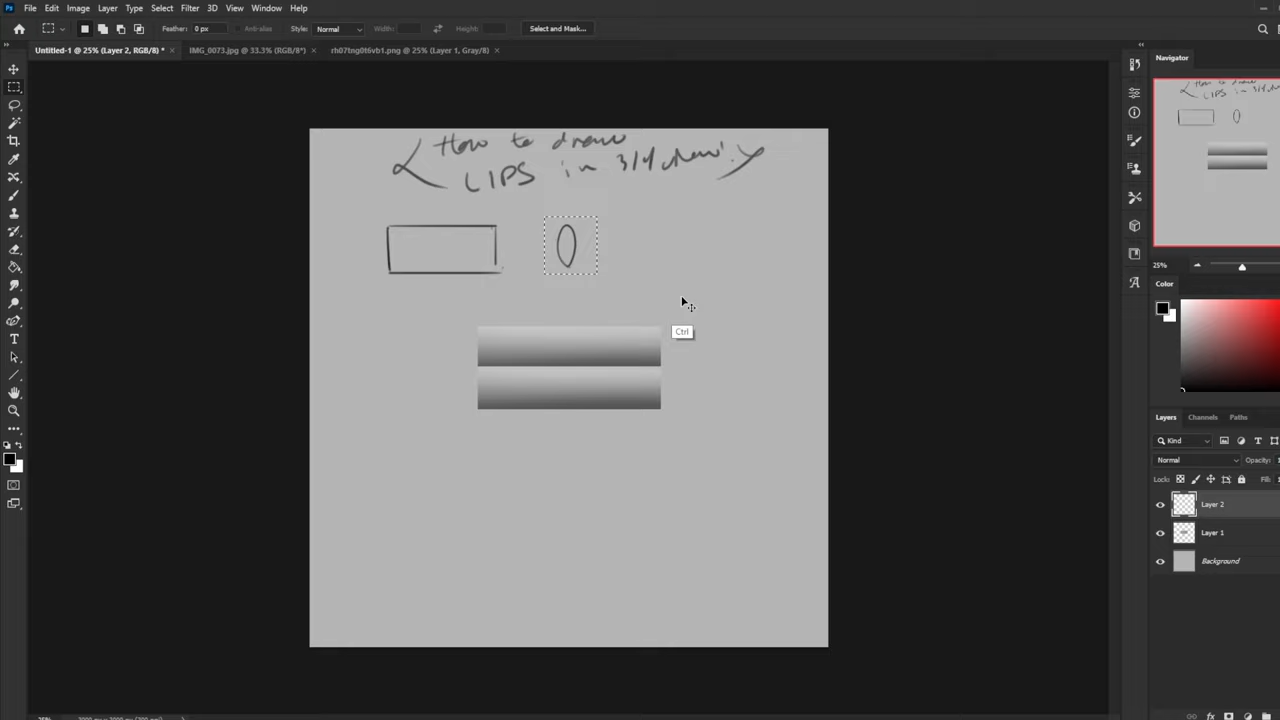 File Edit Image Layer Type Select Filter 3D View Window Help
Feather: 0 px Anti-alias Style: Normal Width: Height: Select and Mask...
Untitled-1 @ 25% (Layer 2, RGB/8) * × IMG_0073.jpg @ 33.3% (RGB/8*) × rh07tng0t6vb1.png @ 25% (Layer 1, Gray/8) ×
Navigator
How to draw
LIPS in 3/4 view!
Ctrl
25%
Color
Layers Channels Paths
Kind
Normal Opacity:
Lock: Fill:
Layer 2
Layer 1
Background